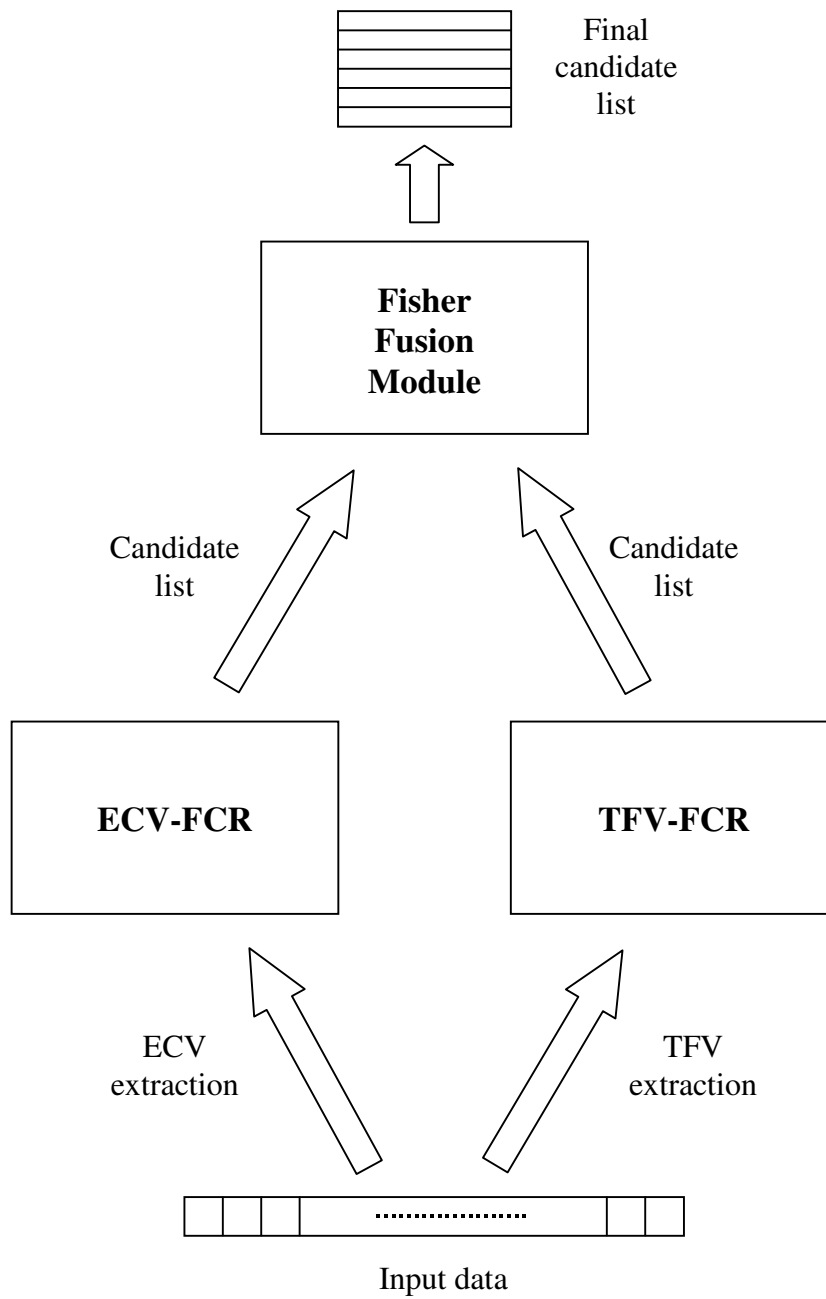 Final
candidate
list
Fisher
Fusion
Module
Candidate
list
Candidate
list
ECV-FCR
TFV-FCR
ECV
extraction
TFV
extraction
Input data